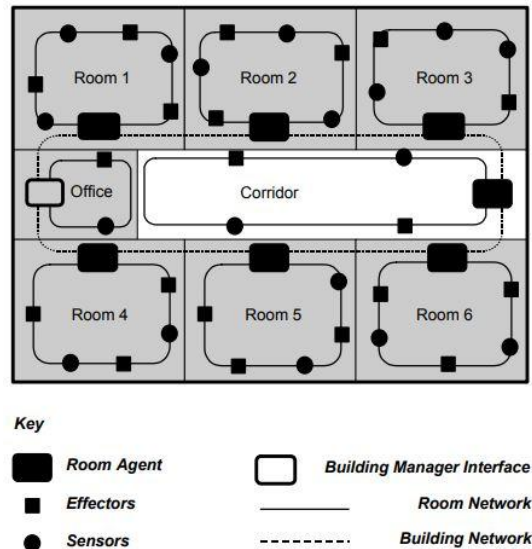 Room 1
Room 2
Room 3
Office
Corridor
Room 4
Room 5
Room 6
Key
Room Agent
Building Manager Interface
Effectors
Room Network
Sensors
Building Network